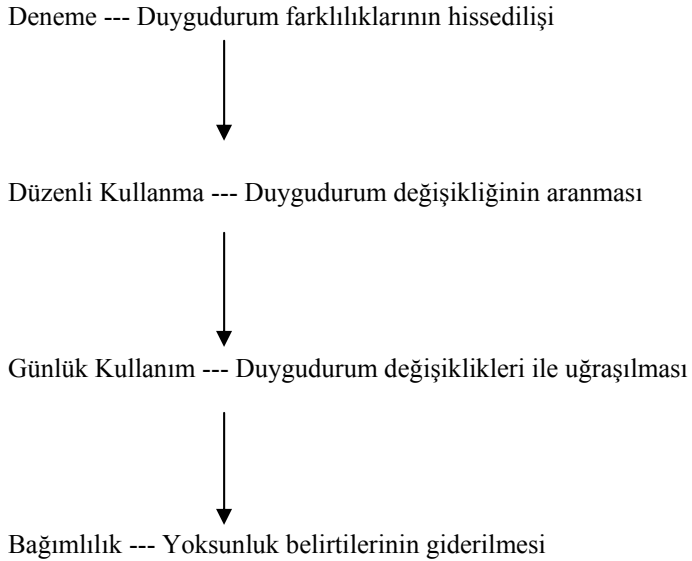 Deneme --- Duygudurum farklılıklarının hissedilişi
Düzenli Kullanma --- Duygudurum değişikliğinin aranması
Günlük Kullanım --- Duygudurum değişiklikleri ile uğraşılması
Bağımlılık --- Yoksunluk belirtilerinin giderilmesi